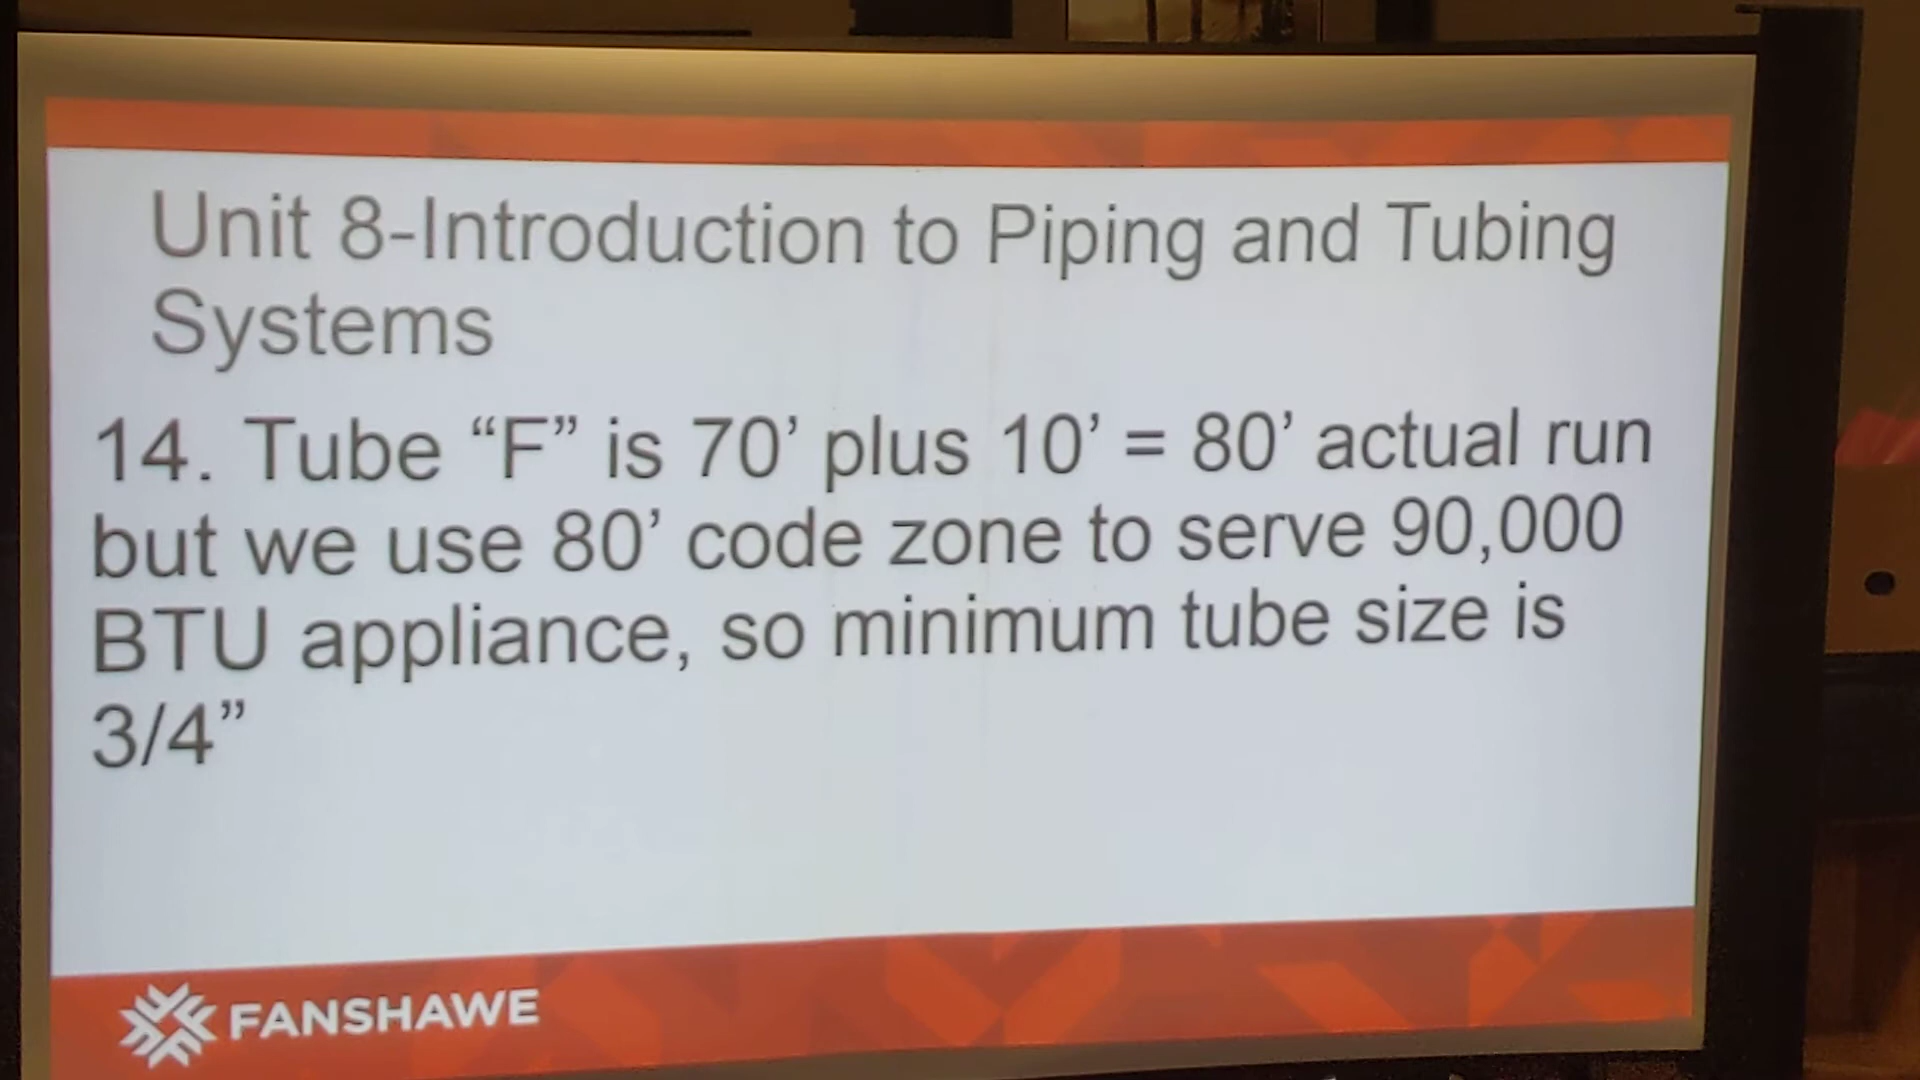 Unit 8-Introduction to Piping and Tubing
Systems
14. Tube “F” is 70’ plus 10’ = 80’ actual run
but we use 80’ code zone to serve 90,000
BTU appliance, so minimum tube size is
3/4”
FANSHAWE